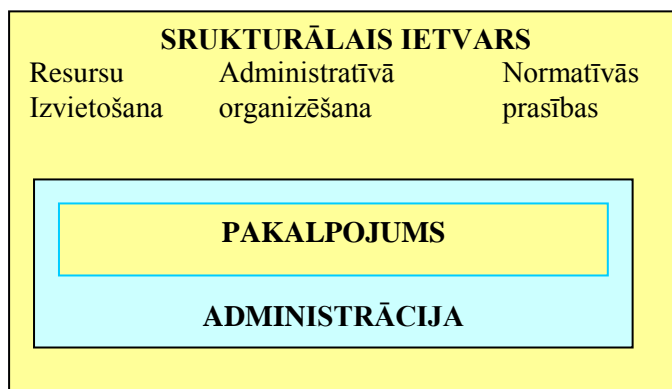 SRUKTURĀLAIS IETVARS
Resursu Administratīvā Normatīvās
Izvietošana organizēšana prasības
PAKALPOJUMS
ADMINISTRĀCIJA